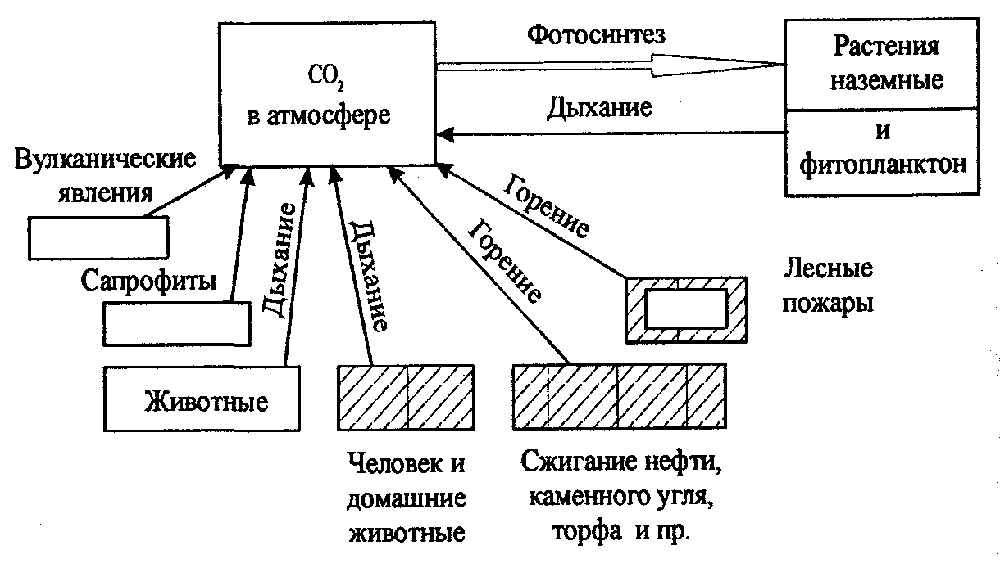 CO₂
в атмосфере
Фотосинтез
Дыхание
Растения
наземные
и
фитопланктон
Вулканические
явления
Сапрофиты
Дыхание
Дыхание
Горение
Горение
Лесные
пожары
Животные
Человек и
домашние
животные
Сжигание нефти,
каменного угля,
торфа и пр.